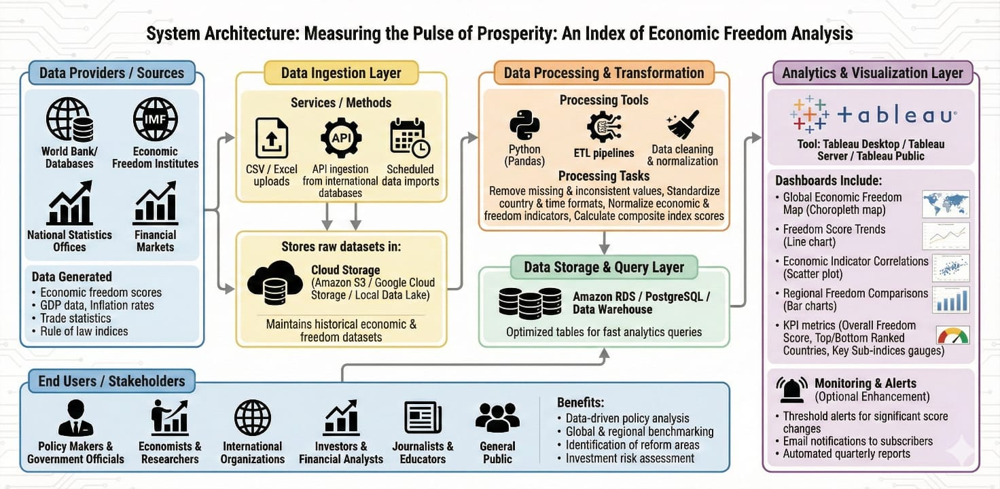 System Architecture: Measuring the Pulse of Prosperity: An Index of Economic Freedom Analysis
Data Providers / Sources
World Bank/
Databases
IMF
Economic
Freedom Institutes
National Statistics
Offices
Financial
Markets
Data Generated
• Economic freedom scores
• GDP data, Inflation rates
• Trade statistics
• Rule of law indices
Data Ingestion Layer
Services / Methods
CSV / Excel
uploads
API
API ingestion
from international
databases
Scheduled
data imports
Stores raw datasets in:
Cloud Storage
(Amazon S3 / Google Cloud
Storage / Local Data Lake)
Maintains historical economic &
freedom datasets
Data Processing & Transformation
Processing Tools
Python
(Pandas)
ETL pipelines
Data cleaning
& normalization
Processing Tasks
Remove missing & inconsistent values, Standardize
country & time formats, Normalize economic &
freedom indicators, Calculate composite index scores
Data Storage & Query Layer
Amazon RDS / PostgreSQL /
Data Warehouse
Optimized tables for fast analytics queries
Analytics & Visualization Layer
+ a b l e a u
Tool: Tableau Desktop / Tableau
Server / Tableau Public
Dashboards Include:
• Global Economic Freedom
Map (Choropleth map)
• Freedom Score Trends
(Line chart)
• Economic Indicator Correlations
(Scatter plot)
• Regional Freedom Comparisons
(Bar charts)
• KPI metrics (Overall Freedom
Score, Top/Bottom Ranked
Countries, Key Sub-indices gauges)
Monitoring & Alerts
(Optional Enhancement)
• Threshold alerts for significant score
changes
• Email notifications to subscribers
• Automated quarterly reports
End Users / Stakeholders
Policy Makers &
Government Officials
Economists &
Researchers
International
Organizations
Investors &
Financial Analysts
Journalists &
Educators
General
Public
Benefits:
• Data-driven policy analysis
• Global & regional benchmarking
• Identification of reform areas
• Investment risk assessment